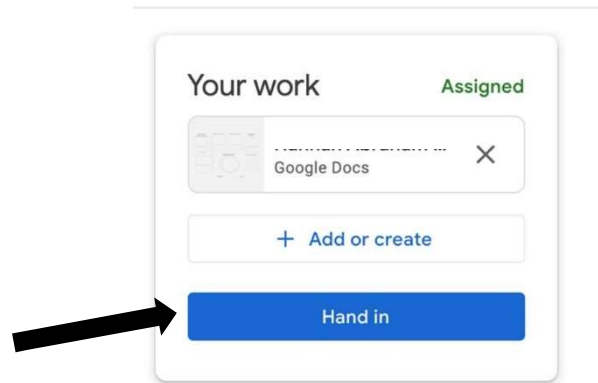 Your work
Assigned
Google Docs
+ Add or create
Hand in